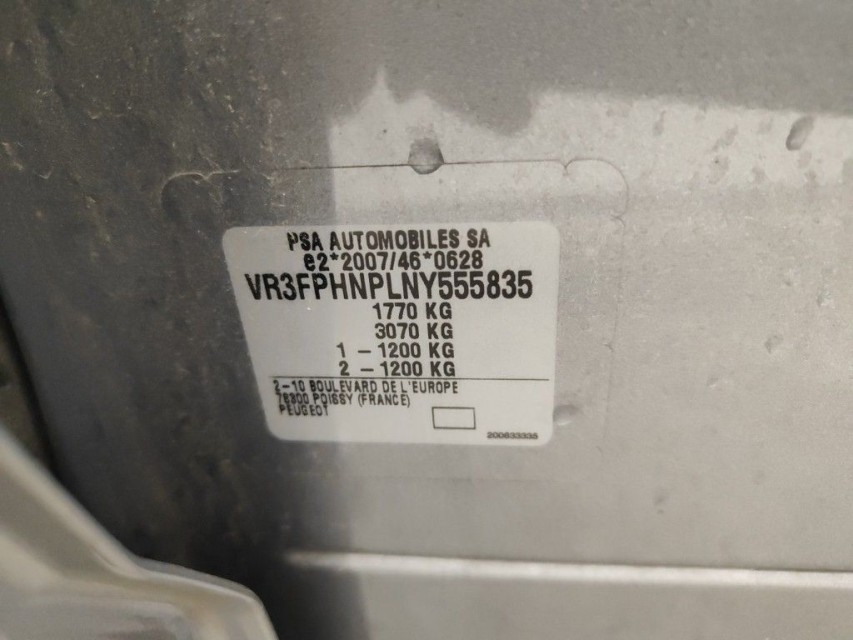 PSA AUTOMOBILES SA
e2*2007/46*0628
VR3FPHNPLNY555835
1770 KG
3070 KG
1 – 1200 KG
2 – 1200 KG
2-10 BOULEVARD DE L'EUROPE
78300 POISSY (FRANCE)
PEUGEOT
200633335